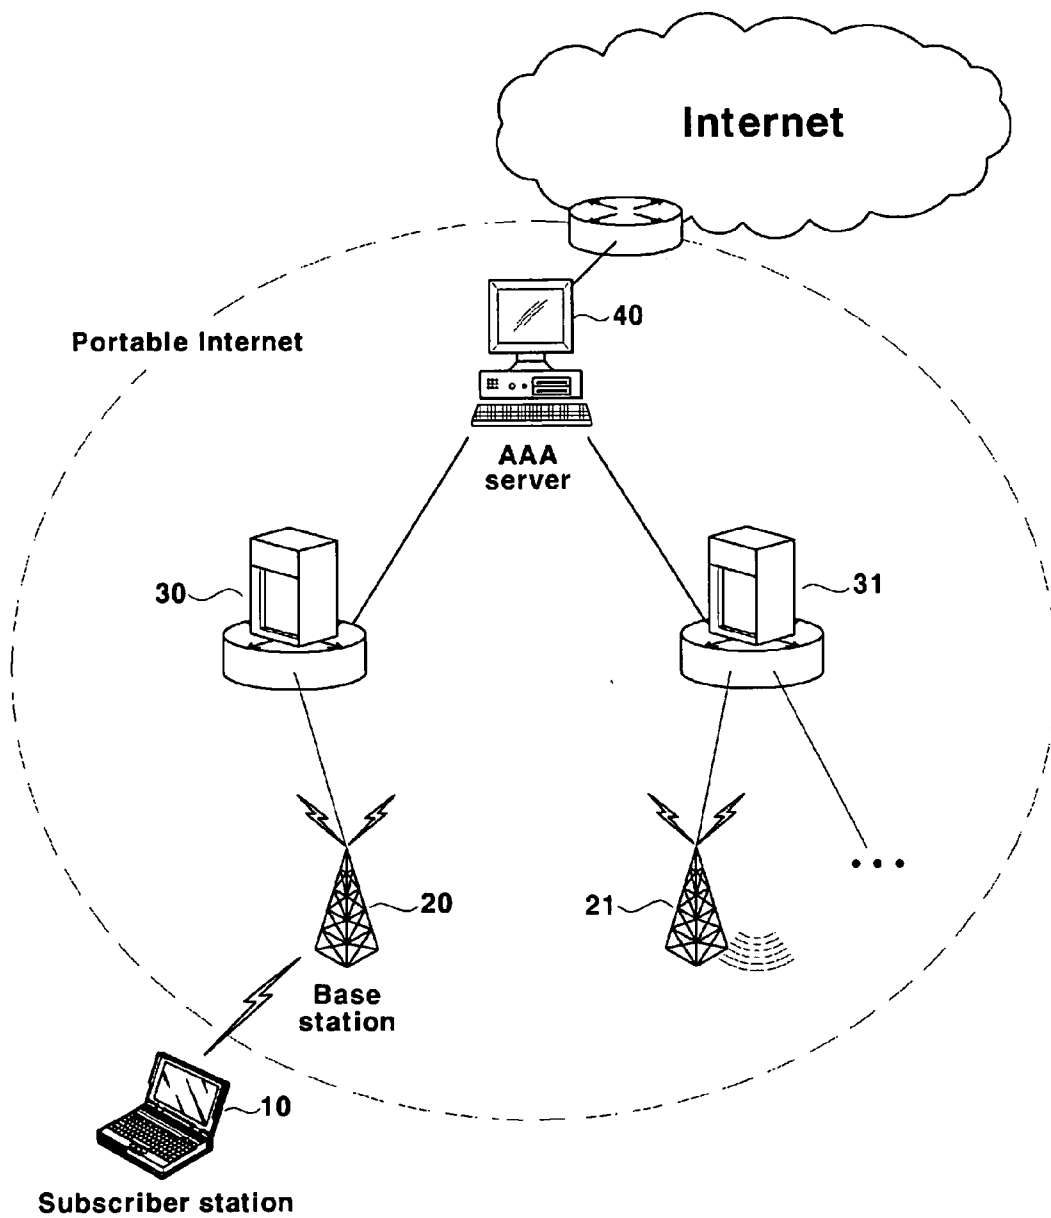 Internet
Portable Internet
40
AAA
server
30
31
20
21
Base
station
10
Subscriber station